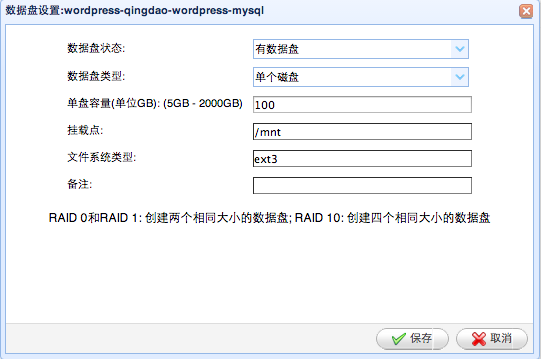 数据盘设置:wordpress-qingdao-wordpress-mysql
数据盘状态: 有数据盘
数据盘类型: 单个磁盘
单盘容量(单位GB): (5GB - 2000GB) 100
挂载点: /mnt
文件系统类型: ext3
备注:
RAID 0和RAID 1: 创建两个相同大小的数据盘; RAID 10: 创建四个相同大小的数据盘
保存 取消